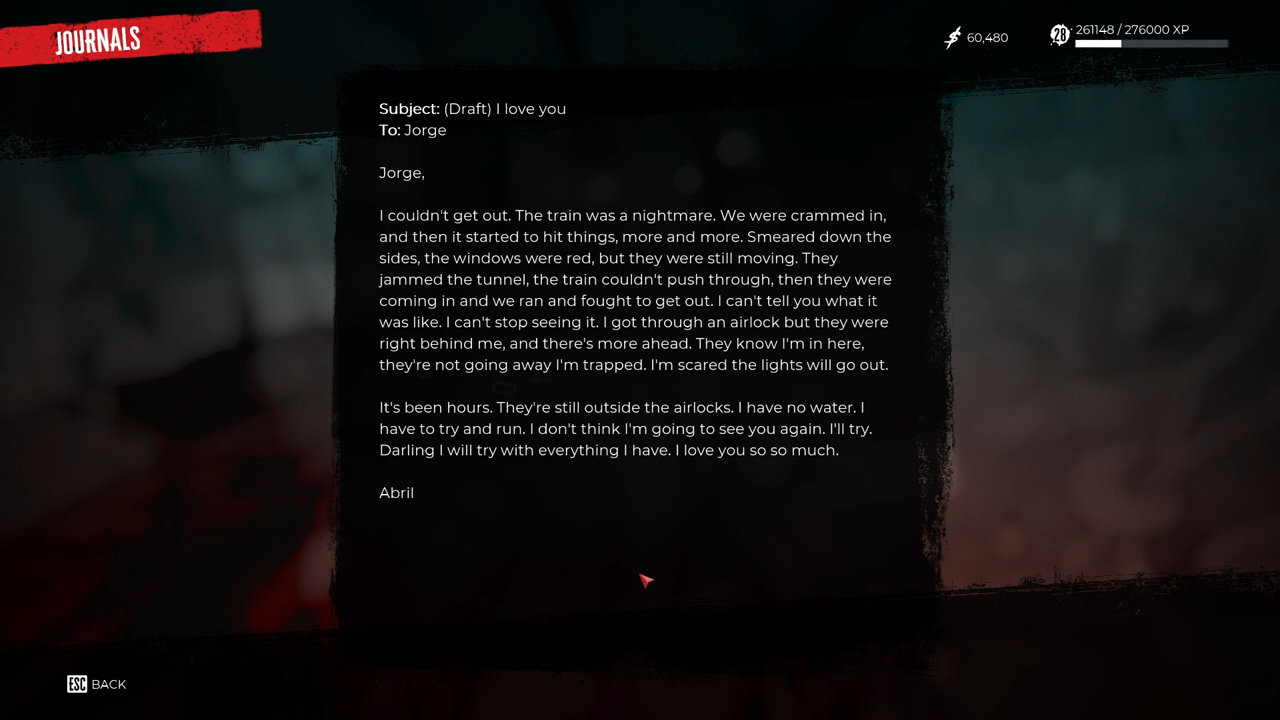 JOURNALS
60,480
28
261148 / 276000 XP
Subject: (Draft) I love you
To: Jorge
Jorge,
I couldn't get out. The train was a nightmare. We were crammed in,
and then it started to hit things, more and more. Smeared down the
sides, the windows were red, but they were still moving. They
jammed the tunnel, the train couldn't push through, then they were
coming in and we ran and fought to get out. I can't tell you what it
was like. I can't stop seeing it. I got through an airlock but they were
right behind me, and there's more ahead. They know I'm in here,
they're not going away I'm trapped. I'm scared the lights will go out.
It's been hours. They're still outside the airlocks. I have no water. I
have to try and run. I don't think I'm going to see you again. I'll try.
Darling I will try with everything I have. I love you so so much.
Abril
ESC BACK